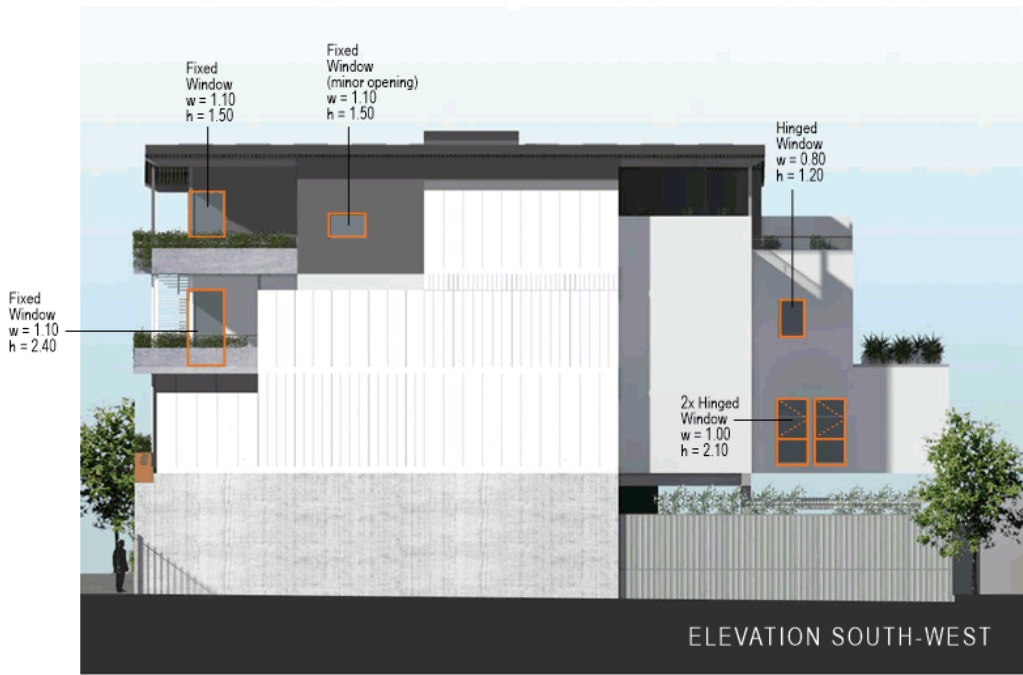 Fixed
Window
(minor opening)
w = 1.10
h = 1.50
Fixed
Window
w = 1.10
h = 1.50
Hinged
Window
w = 0.80
h = 1.20
Fixed
Window
w = 1.10
h = 2.40
2x Hinged
Window
w = 1.00
h = 2.10
ELEVATION SOUTH-WEST